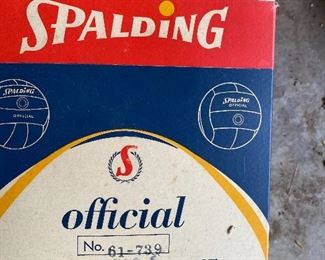 SPALDING
SPALDING
OFFICIAL
SPALDING
OFFICIAL
S
official
No. 61-739